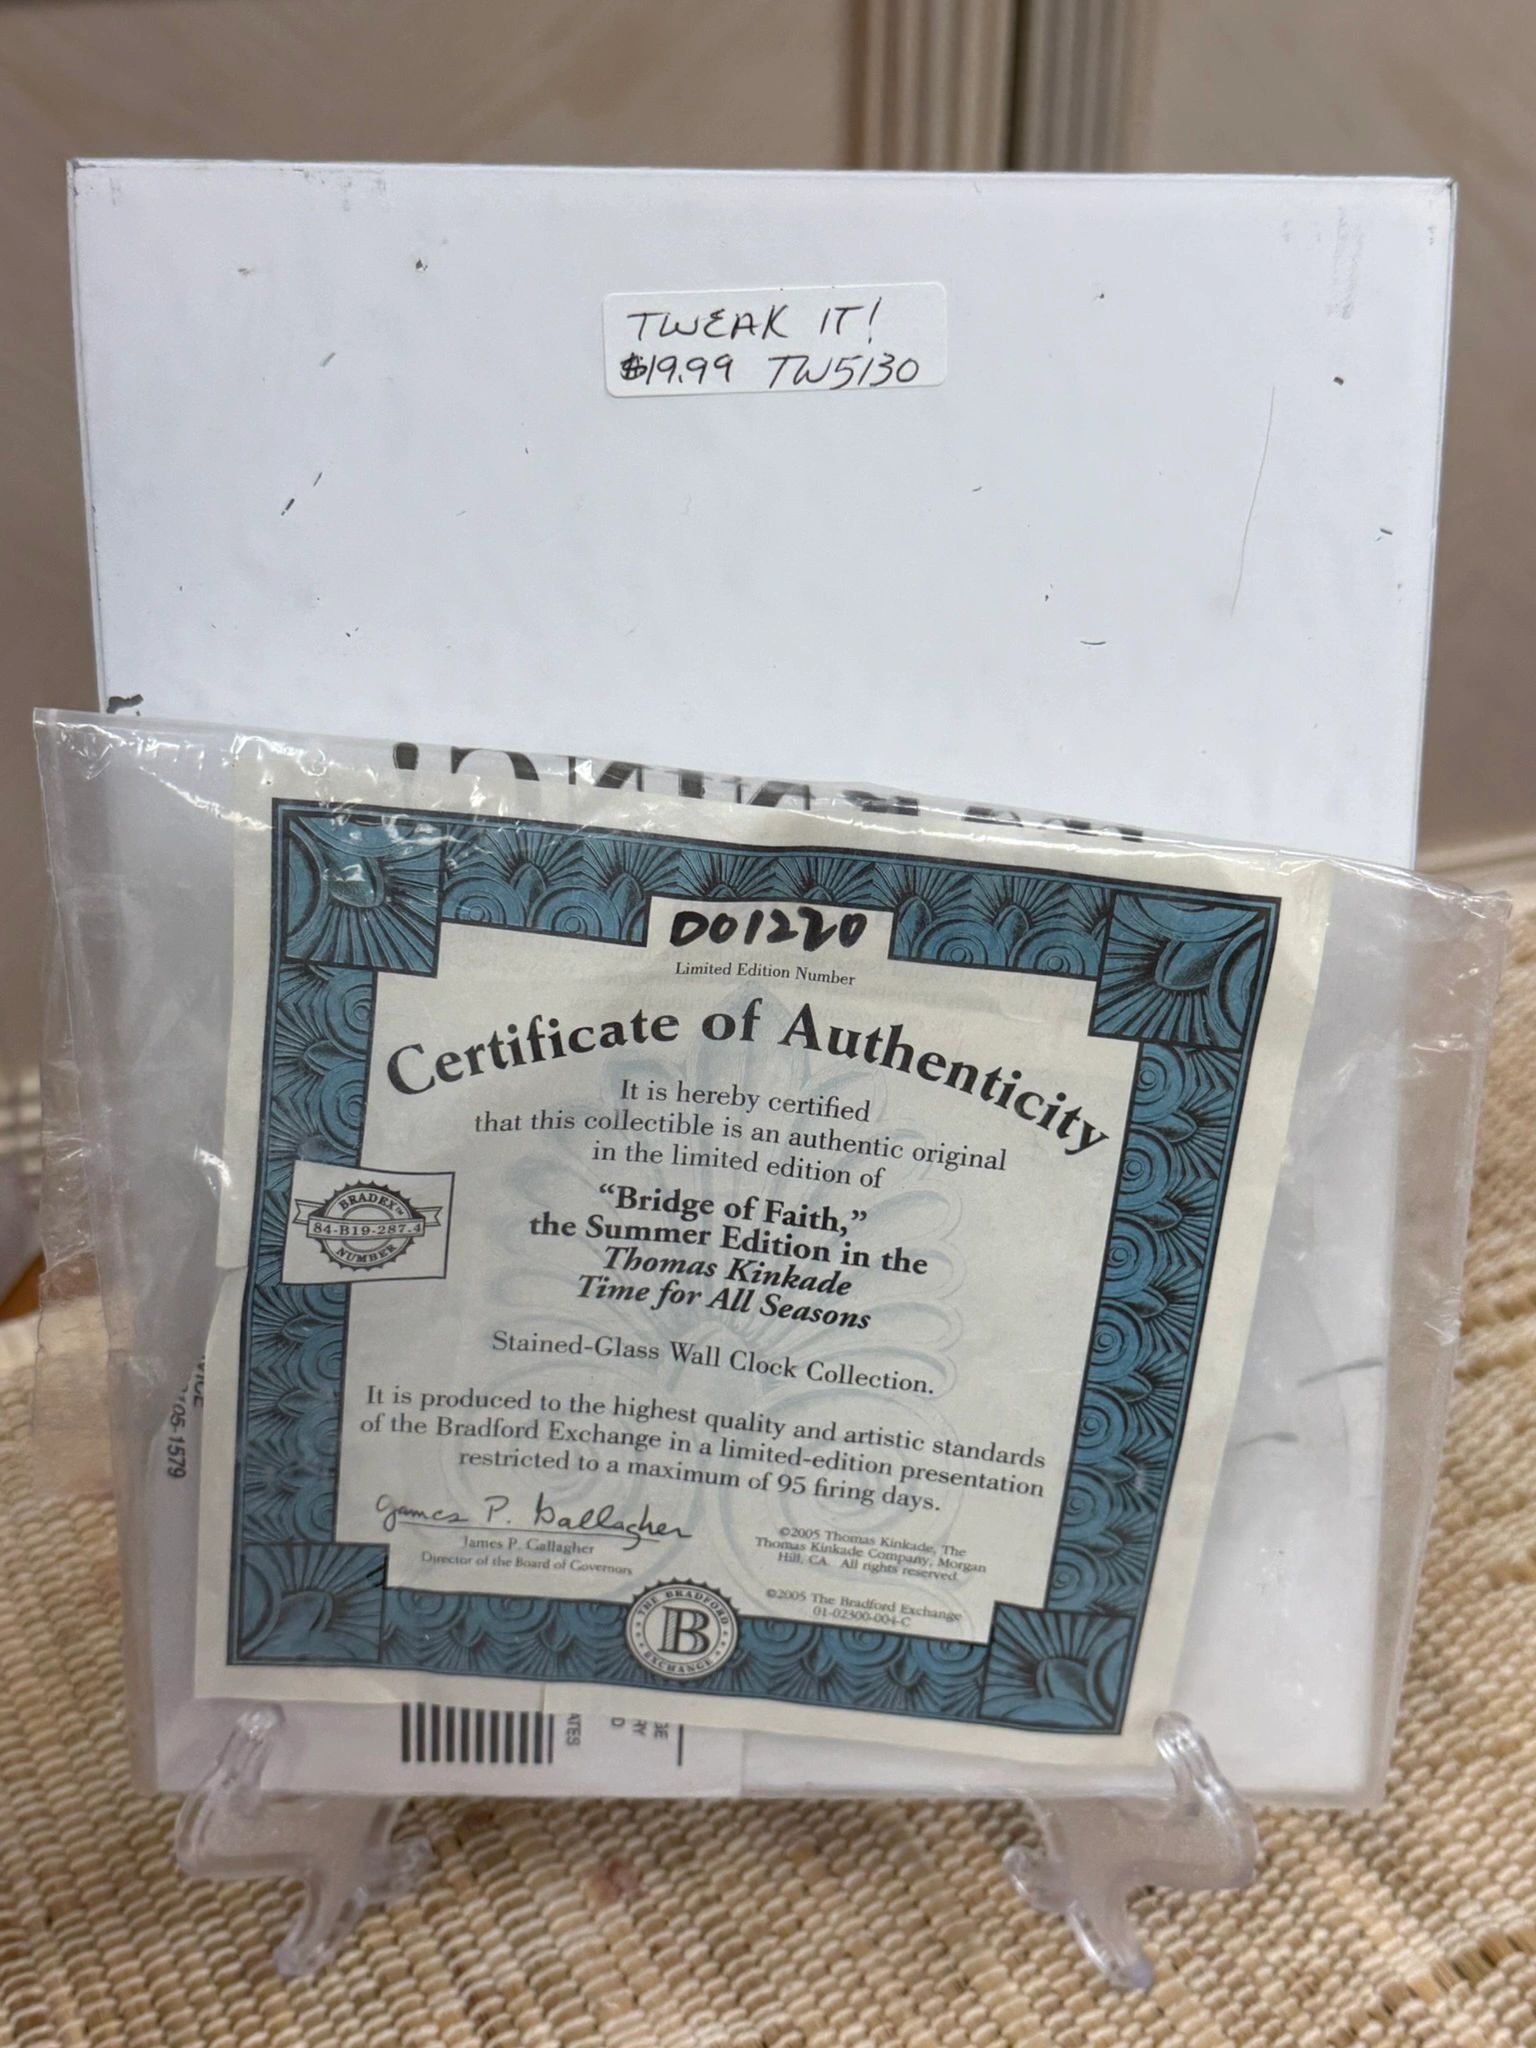 TWEAK IT!
$19.99 TW5130
D01220
Limited Edition Number
Certificate of Authenticity
It is hereby certified
that this collectible is an authentic original
in the limited edition of
“Bridge of Faith,”
the Summer Edition in the
Thomas Kinkade
Time for All Seasons
Stained-Glass Wall Clock Collection.
BRADEX™
84-B19-287.4
NUMBER
It is produced to the highest quality and artistic standards
of the Bradford Exchange in a limited-edition presentation
restricted to a maximum of 95 firing days.
James P. Gallagher
James P. Gallagher
Director of the Board of Governors
©2005 Thomas Kinkade, The
Thomas Kinkade Company, Morgan
Hill, CA. All rights reserved.
©2005 The Bradford Exchange
01-02300-004-C
THE BRADFORD
B
EXCHANGE